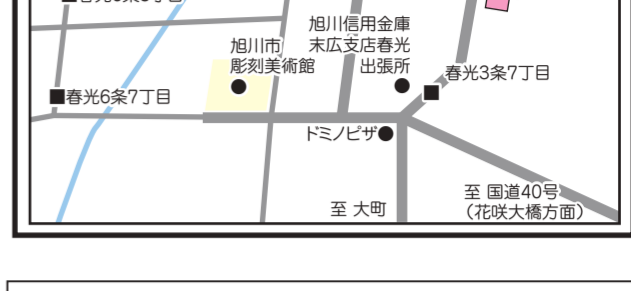 旭川信用金庫
末広支店春光
出張所
旭川市
彫刻美術館
春光3条7丁目
■春光6条7丁目
ドミノピザ●
至 大町
至 国道40号
（花咲大橋方面）